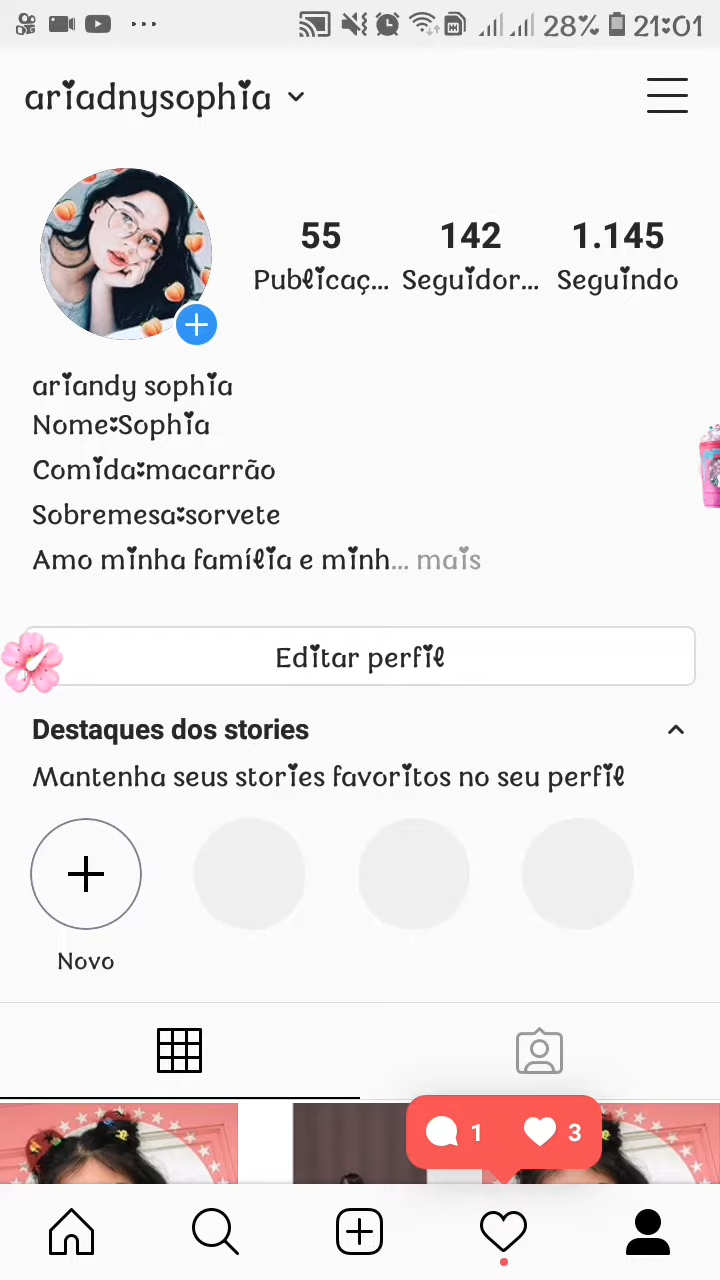 28% 21:01
ariadnysophia
55 142 1.145
Publicaç... Seguidor... Seguindo
ariandy sophia
Nome:Sophia
Comida:macarrão
Sobremesa:sorvete
Amo minha família e minh... mais
Editar perfil
Destaques dos stories
Mantenha seus stories favoritos no seu perfil
Novo
1 3